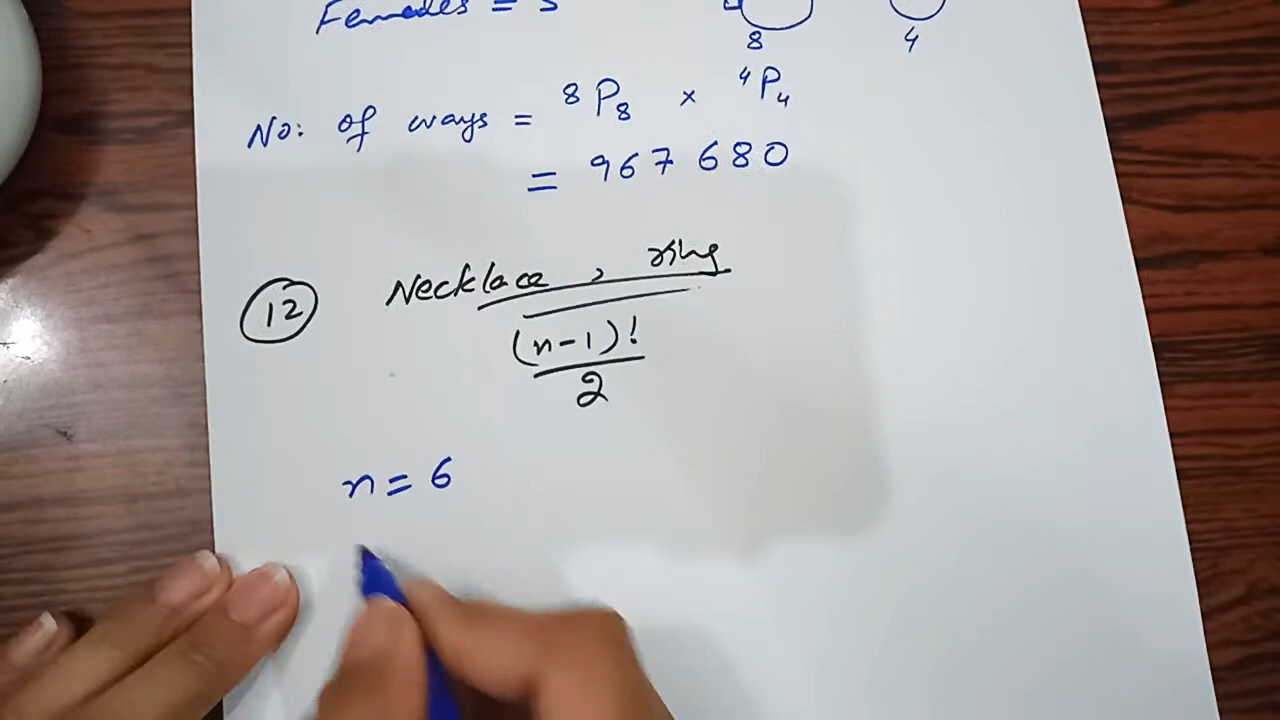 Females = 5
8 4
No: of ways = ⁸P₈ × ⁴P₄
= 967 680
12 Necklace, ring
(n-1)!
2
n = 6